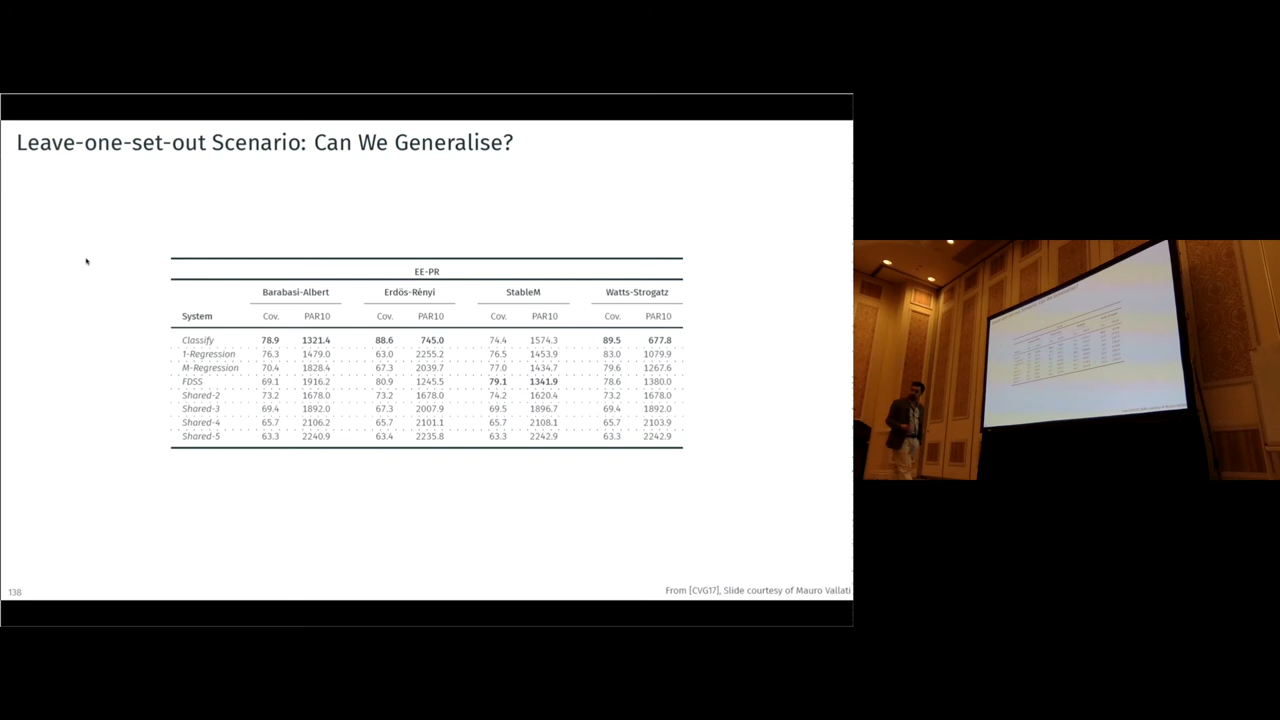 Leave-one-set-out Scenario: Can We Generalise?
EE-PR
Barabasi-Albert Erdös-Rényi StableM Watts-Strogatz
System Cov. PAR10 Cov. PAR10 Cov. PAR10 Cov. PAR10
Classify 78.9 1321.4 88.6 745.0 74.4 1574.3 89.5 677.8
1-Regression 76.3 1479.0 63.0 2255.2 76.5 1453.9 83.0 1079.9
M-Regression 70.4 1828.4 67.3 2039.7 77.0 1434.7 79.6 1267.6
FDSS 69.1 1916.2 80.9 1245.5 79.1 1341.9 78.6 1380.0
Shared-2 73.2 1678.0 73.2 1678.0 74.2 1620.4 73.2 1678.0
Shared-3 69.4 1892.0 67.3 2007.9 69.5 1896.7 69.4 1892.0
Shared-4 65.7 2106.2 65.7 2101.1 65.7 2108.1 65.7 2103.9
Shared-5 63.3 2240.9 63.4 2235.8 63.3 2242.9 63.3 2242.9
138
From [CVG17], Slide courtesy of Mauro Vallati